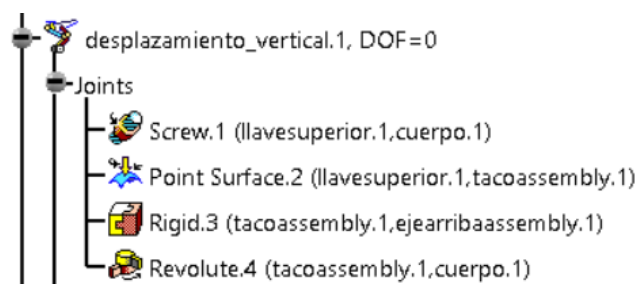 desplazamiento_vertical.1, DOF=0
Joints
Screw.1 (llavesuperior.1,cuerpo.1)
Point Surface.2 (llavesuperior.1,tacoassembly.1)
Rigid.3 (tacoassembly.1,ejearribaassembly.1)
Revolute.4 (tacoassembly.1,cuerpo.1)